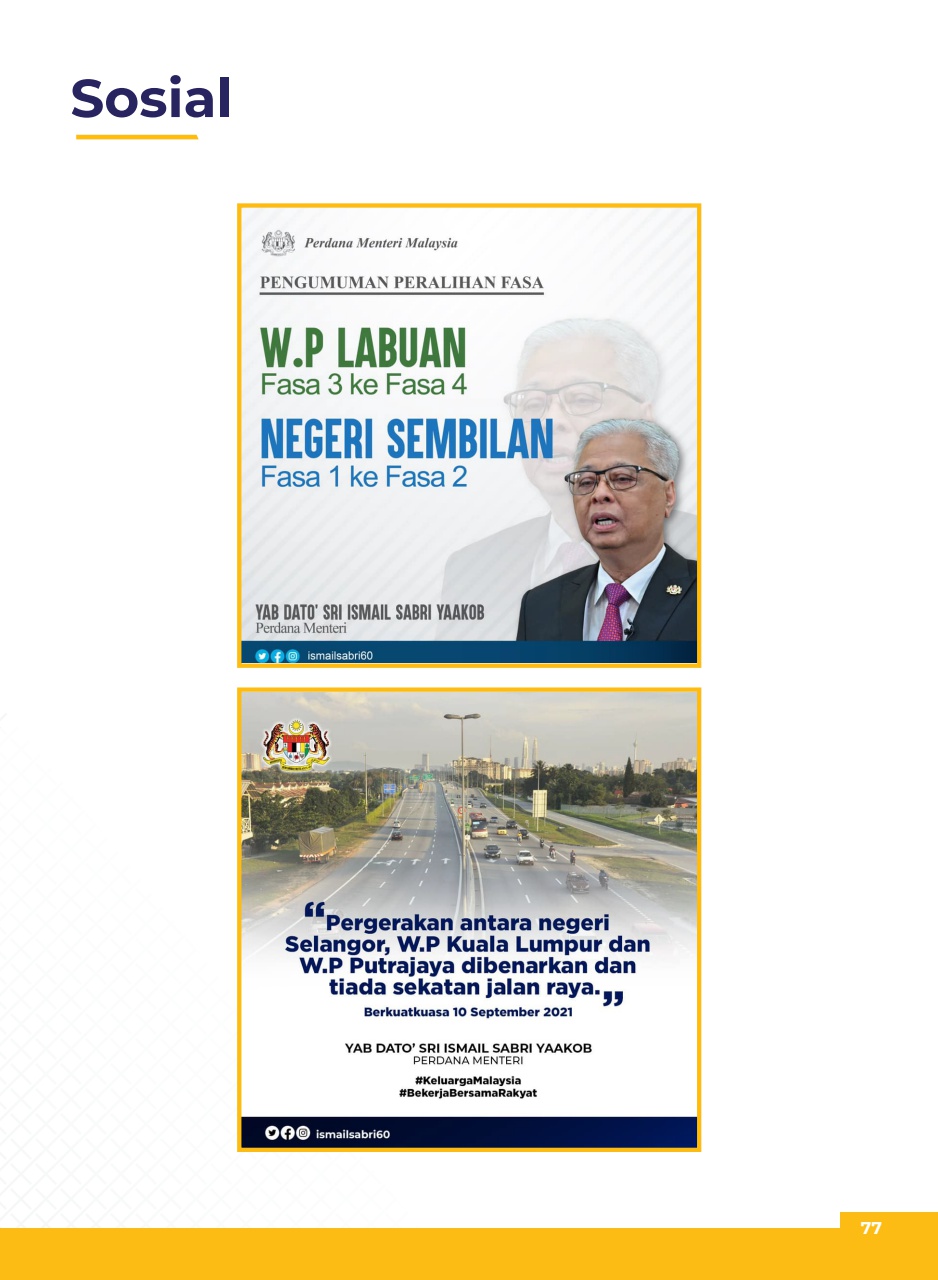 Sosial
Perdana Menteri Malaysia
PENGUMUMAN PERALIHAN FASA
W.P LABUAN
Fasa 3 ke Fasa 4
NEGERI SEMBILAN
Fasa 1 ke Fasa 2
YAB DATO' SRI ISMAIL SABRI YAAKOB
Perdana Menteri
ismailsabri60
“Pergerakan antara negeri
Selangor, W.P Kuala Lumpur dan
W.P Putrajaya dibenarkan dan
tiada sekatan jalan raya.”
Berkuatkuasa 10 September 2021
YAB DATO’ SRI ISMAIL SABRI YAAKOB
PERDANA MENTERI
#KeluargaMalaysia
#BekerjaBersamaRakyat
ismailsabri60
77